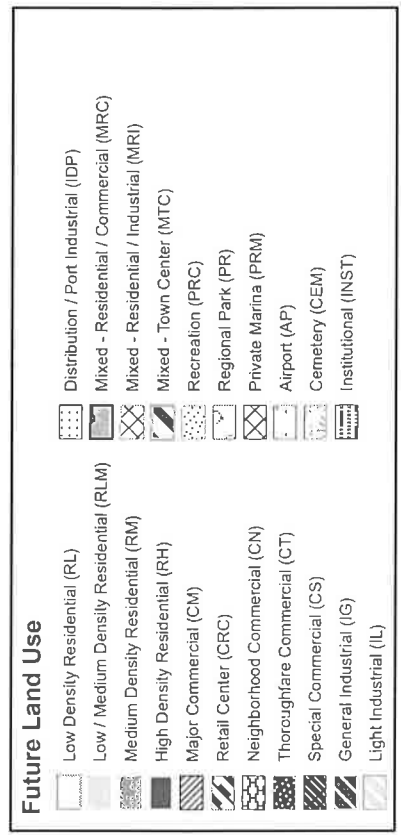 Future Land Use
Low Density Residential (RL)
Low / Medium Density Residential (RLM)
Medium Density Residential (RM)
High Density Residential (RH)
Major Commercial (CM)
Retail Center (CRC)
Neighborhood Commercial (CN)
Thoroughfare Commercial (CT)
Special Commercial (CS)
General Industrial (IG)
Light Industrial (IL)
Distribution / Port Industrial (IDP)
Mixed - Residential / Commercial (MRC)
Mixed - Residential / Industrial (MRI)
Mixed - Town Center (MTC)
Recreation (PRC)
Regional Park (PR)
Private Marina (PRM)
Airport (AP)
Cemetery (CEM)
Institutional (INST)